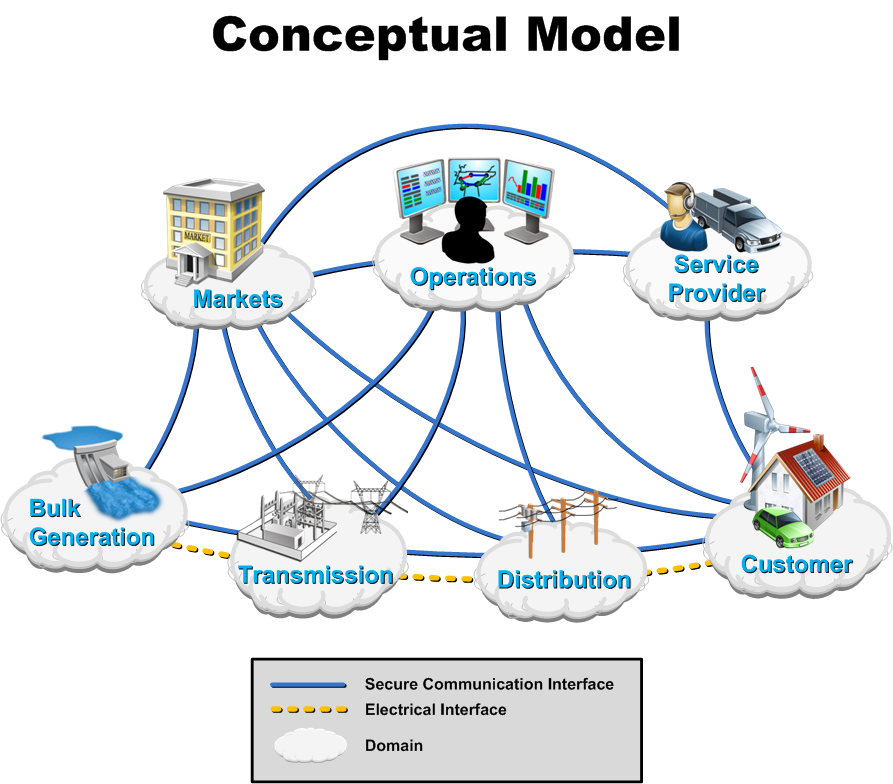 Conceptual Model
MARKET
Markets
Operations
Service
Provider
Bulk
Generation
Transmission
Distribution
Customer
Secure Communication Interface
Electrical Interface
Domain